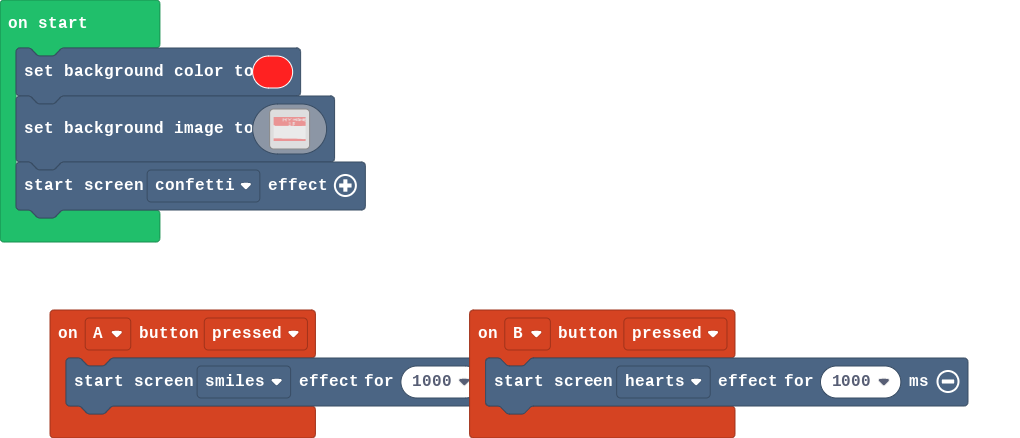 on start
set background color to
set background image to
start screen confetti effect
on A button pressed
start screen smiles effect for 1000
on B button pressed
start screen hearts effect for 1000 ms